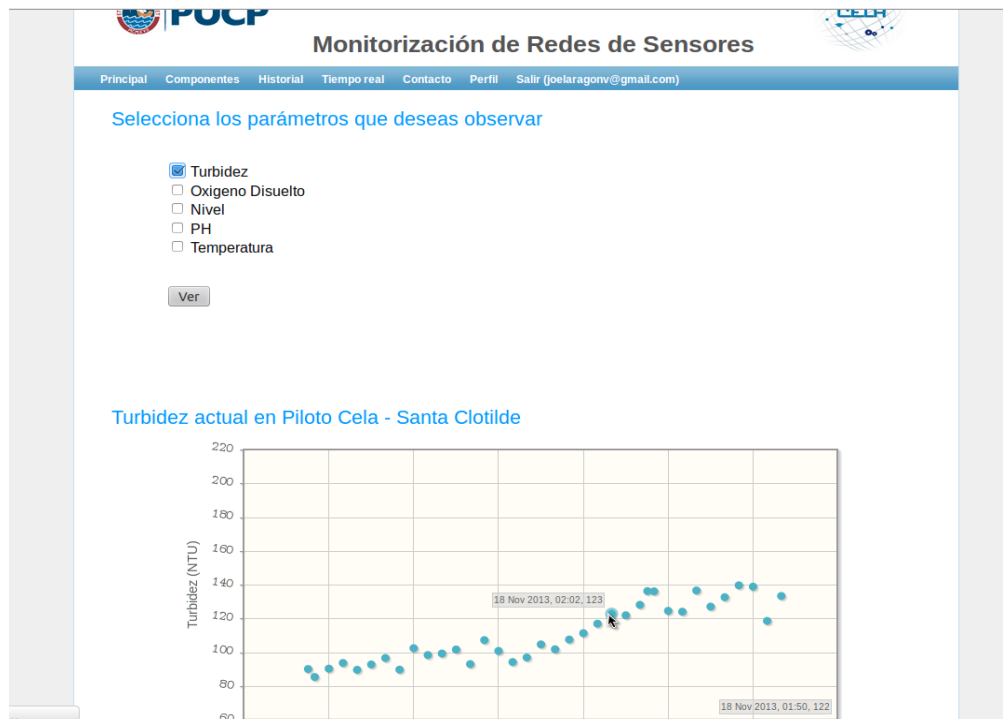 PUCP
CELA
Monitorización de Redes de Sensores
Principal Componentes Historial Tiempo real Contacto Perfil Salir (joelaragonv@gmail.com)
Selecciona los parámetros que deseas observar
Turbidez
Oxigeno Disuelto
Nivel
PH
Temperatura
Ver
Turbidez actual en Piloto Cela - Santa Clotilde
220
200
180
160
140
120
100
80
60
Turbidez (NTU)
18 Nov 2013, 02:02, 123
18 Nov 2013, 01:50, 122